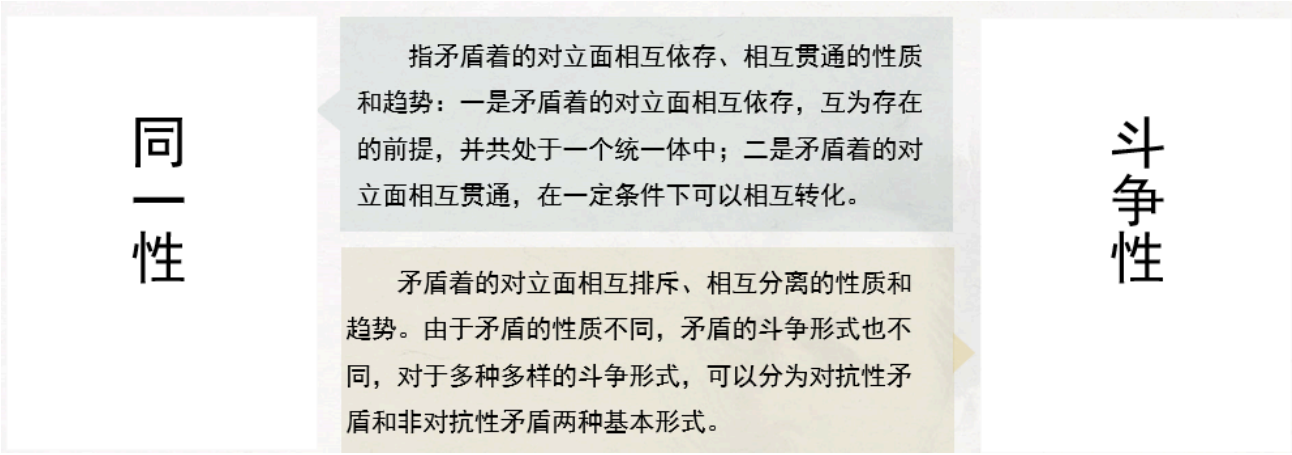 同一性
指矛盾着的对立面相互依存、相互贯通的性质
和趋势：一是矛盾着的对立面相互依存，互为存在
的前提，并共处于一个统一体中；二是矛盾着的对
立面相互贯通，在一定条件下可以相互转化。
矛盾着的对立面相互排斥、相互分离的性质和
趋势。由于矛盾的性质不同，矛盾的斗争形式也不
同，对于多种多样的斗争形式，可以分为对抗性矛
盾和非对抗性矛盾两种基本形式。
斗争性